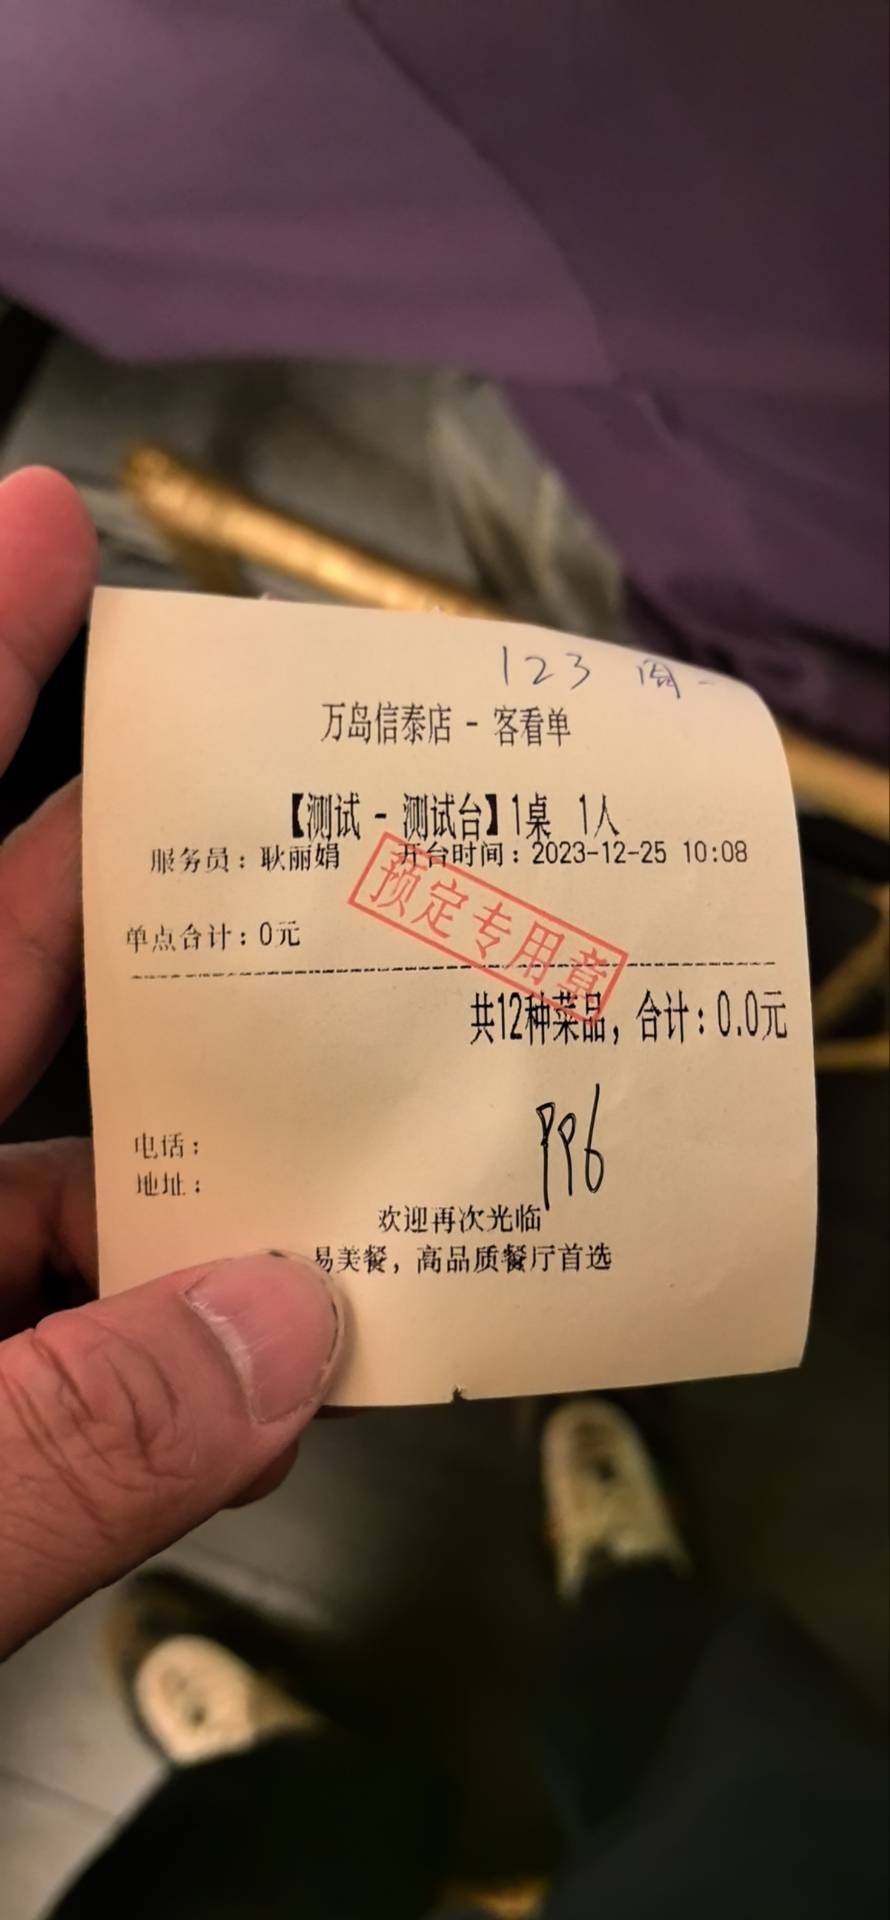 123 周一
万岛信泰店 - 客看单
【测试 - 测试台】1桌 1人
服务员：耿丽娟 开台时间：2023-12-25 10:08
预定专用章
单点合计：0元
共12种菜品，合计：0.0元
996
电话：
地址：
欢迎再次光临
易美餐，高品质餐厅首选